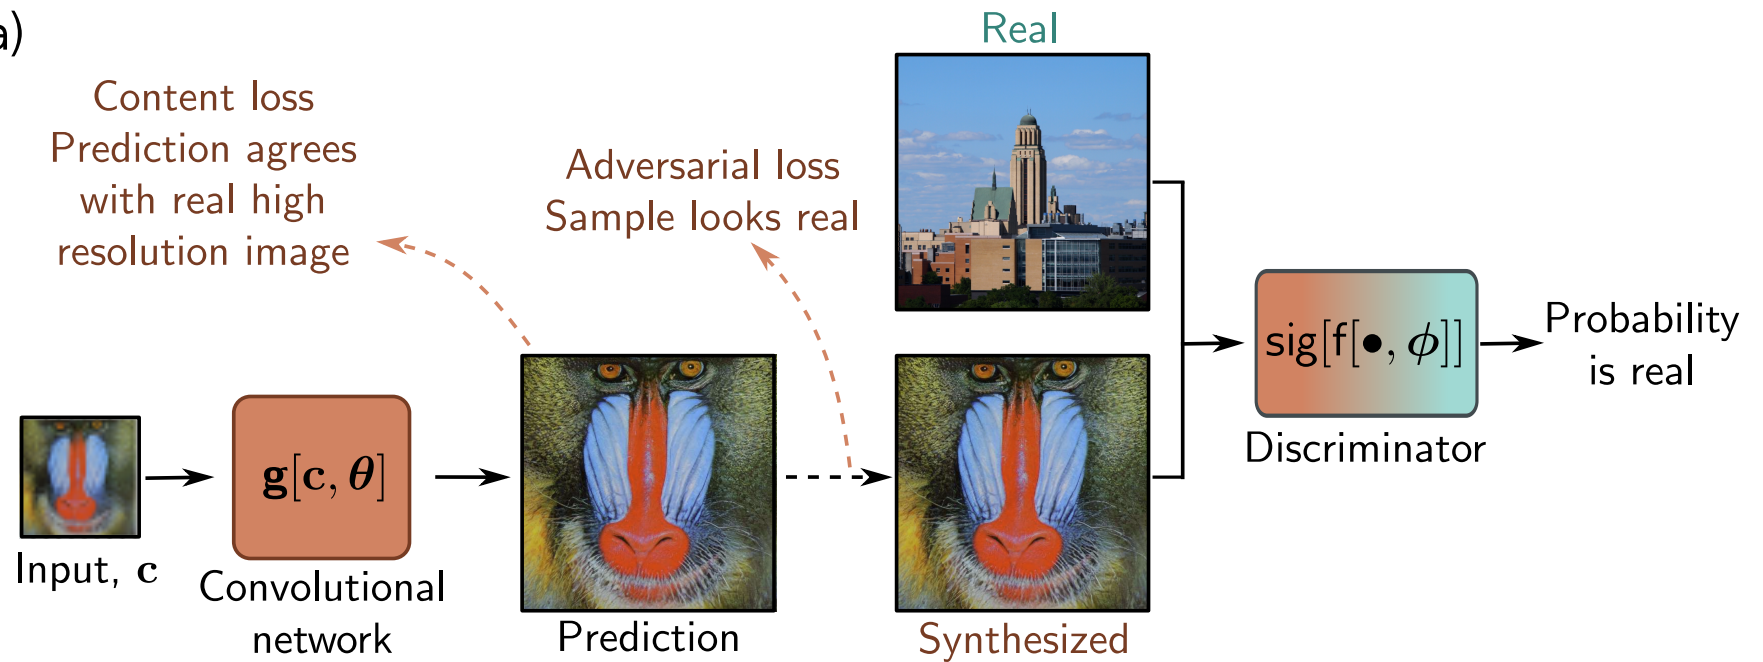 a)
Real
Content loss
Prediction agrees
with real high
resolution image
Adversarial loss
Sample looks real
g[c, θ]
sig[f[•, ϕ]]
Probability
is real
Discriminator
Input, c
Convolutional
network
Prediction
Synthesized